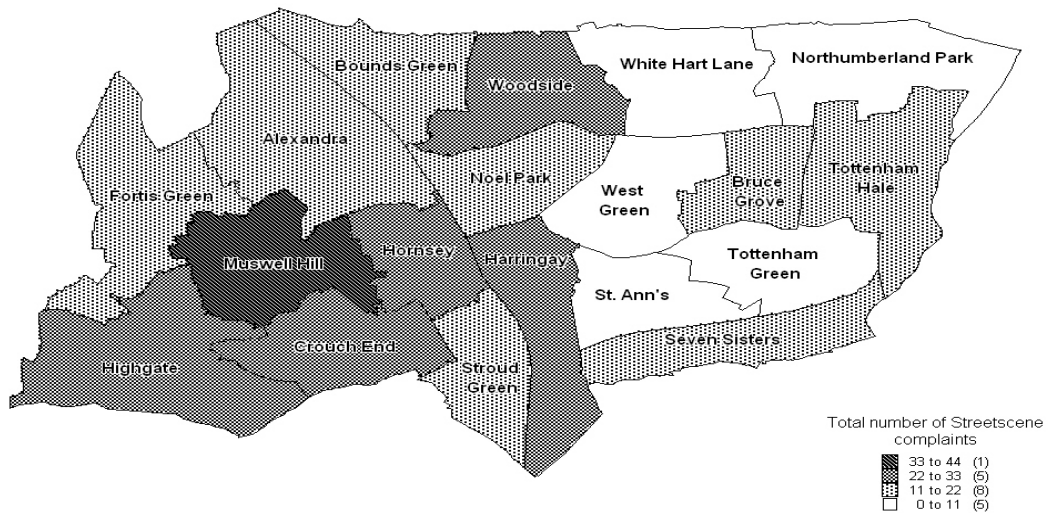 Bounds Green
Woodside
White Hart Lane
Northumberland Park
Alexandra
Fortis Green
Noel Park
West
Green
Bruce
Grove
Tottenham
Hale
Muswell Hill
Hornsey
Harringay
Tottenham
Green
St. Ann's
Highgate
Crouch End
Stroud
Green
Seven Sisters
Total number of Streetscene
complaints
33 to 44 (1)
22 to 33 (5)
11 to 22 (8)
0 to 11 (5)